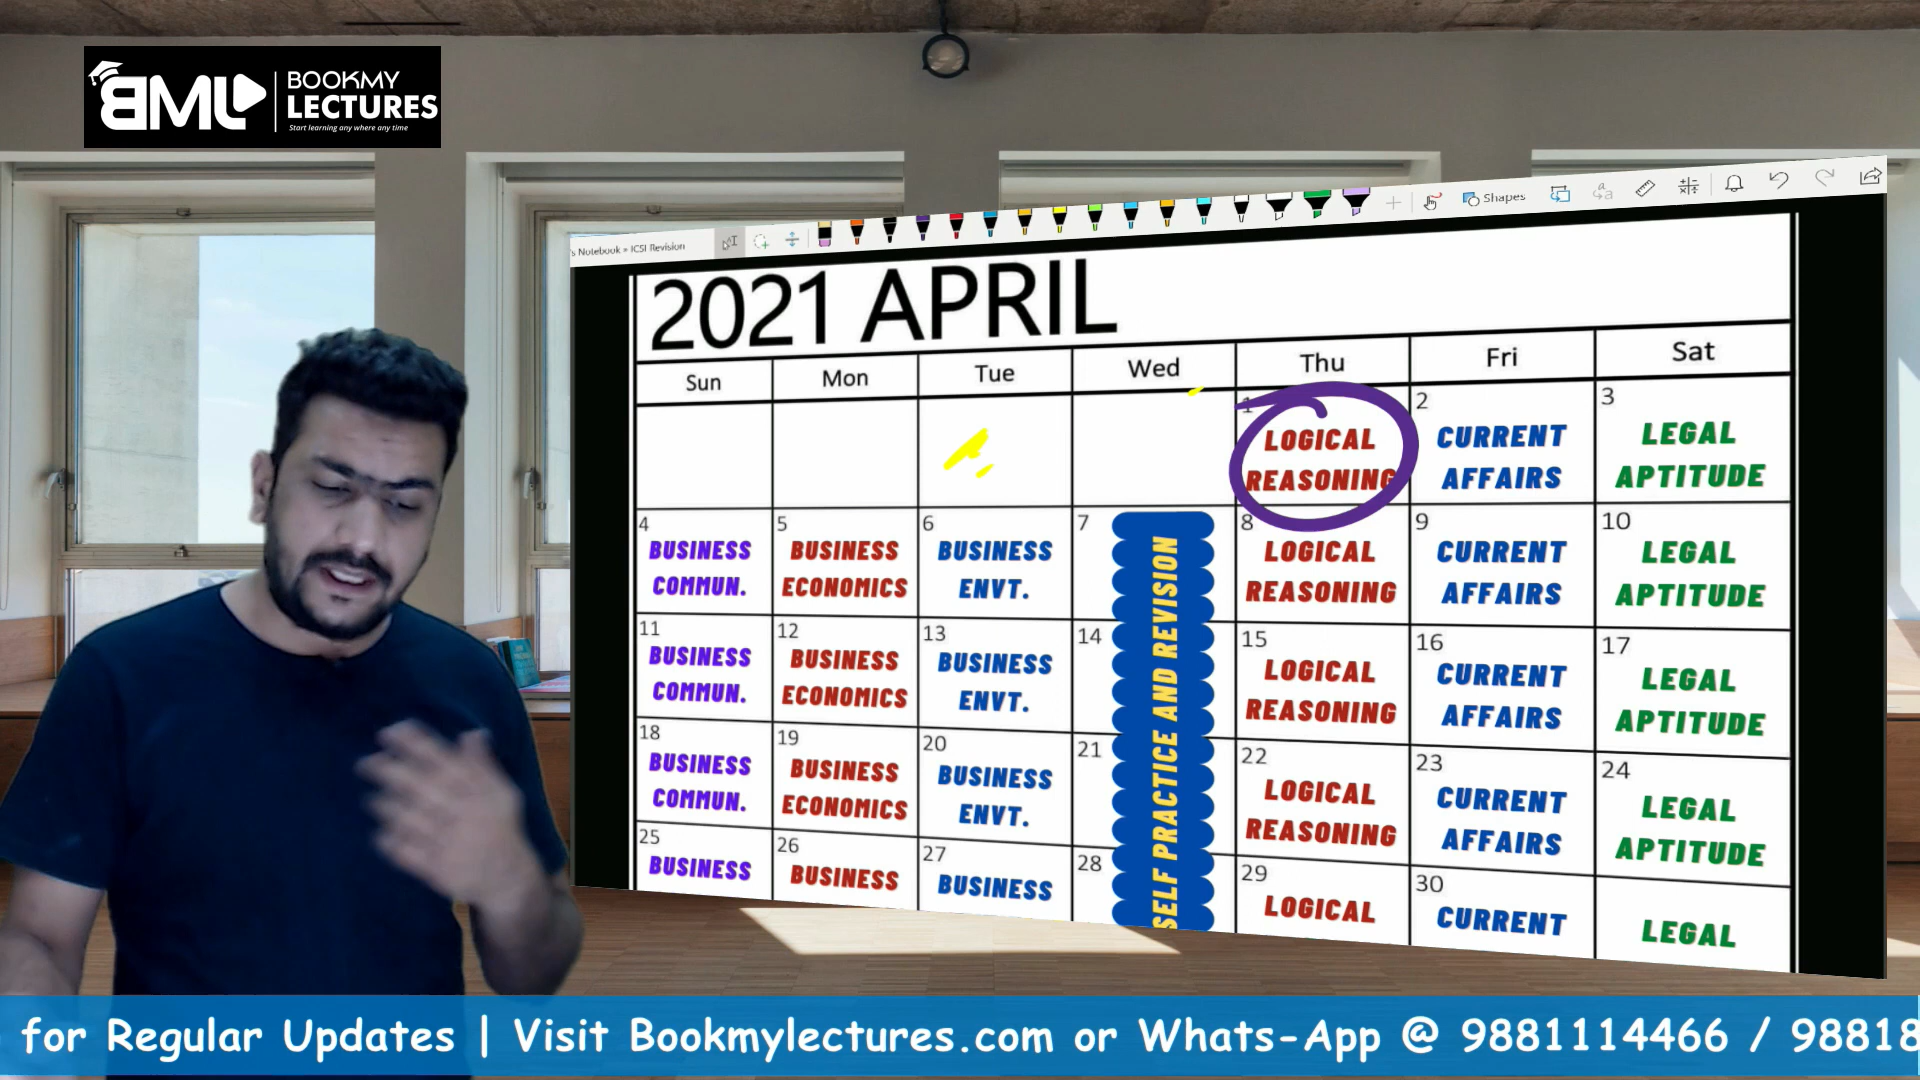 BML
BOOKMY
LECTURES
Start learning any where any time
's Notebook » ICSI Revision
Shapes
2021 APRIL
Sun Mon Tue Wed Thu Fri Sat
1 2 3
LOGICAL CURRENT LEGAL
REASONING AFFAIRS APTITUDE
4 5 6 7 8 9 10
BUSINESS BUSINESS BUSINESS LOGICAL CURRENT LEGAL
COMMUN. ECONOMICS ENVT. REASONING AFFAIRS APTITUDE
11 12 13 14 15 16 17
BUSINESS BUSINESS BUSINESS LOGICAL CURRENT LEGAL
COMMUN. ECONOMICS ENVT. REASONING AFFAIRS APTITUDE
18 19 20 21 22 23 24
BUSINESS BUSINESS BUSINESS LOGICAL CURRENT LEGAL
COMMUN. ECONOMICS ENVT. REASONING AFFAIRS APTITUDE
25 26 27 28 29 30
BUSINESS BUSINESS BUSINESS LOGICAL CURRENT LEGAL
SELF PRACTICE AND REVISION
for Regular Updates | Visit Bookmylectures.com or Whats-App @ 9881114466 / 98818